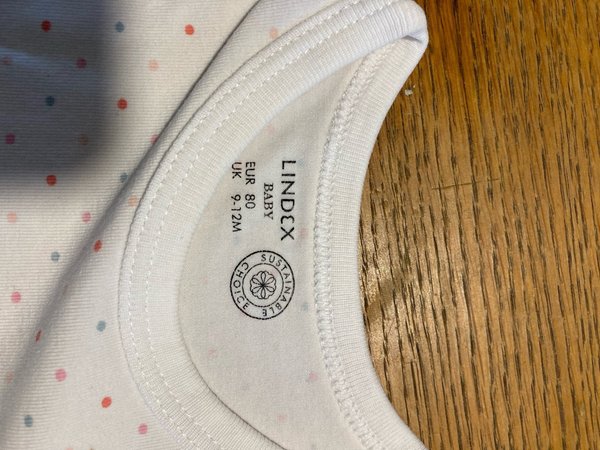 LINDEX
BABY
EUR 80
UK 9-12M
SUSTAINABLE
CHOICE